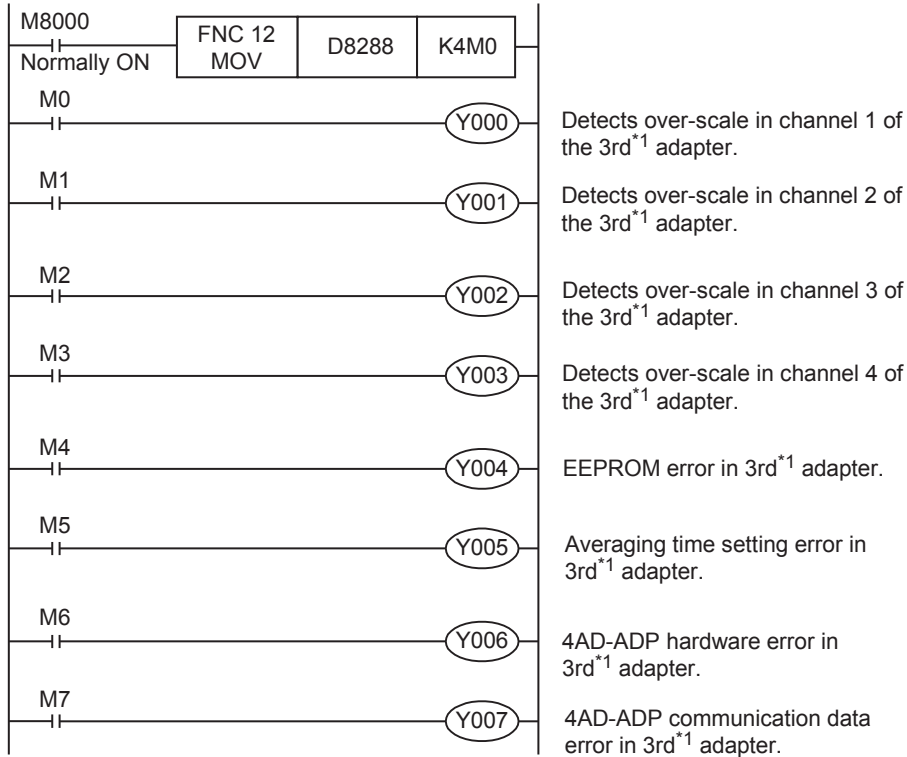 M8000
FNC 12
MOV
D8288
K4M0
Normally ON
M0
Y000
Detects over-scale in channel 1 of
the 3rd*1 adapter.
M1
Y001
Detects over-scale in channel 2 of
the 3rd*1 adapter.
M2
Y002
Detects over-scale in channel 3 of
the 3rd*1 adapter.
M3
Y003
Detects over-scale in channel 4 of
the 3rd*1 adapter.
M4
Y004
EEPROM error in 3rd*1 adapter.
M5
Y005
Averaging time setting error in
3rd*1 adapter.
M6
Y006
4AD-ADP hardware error in
3rd*1 adapter.
M7
Y007
4AD-ADP communication data
error in 3rd*1 adapter.